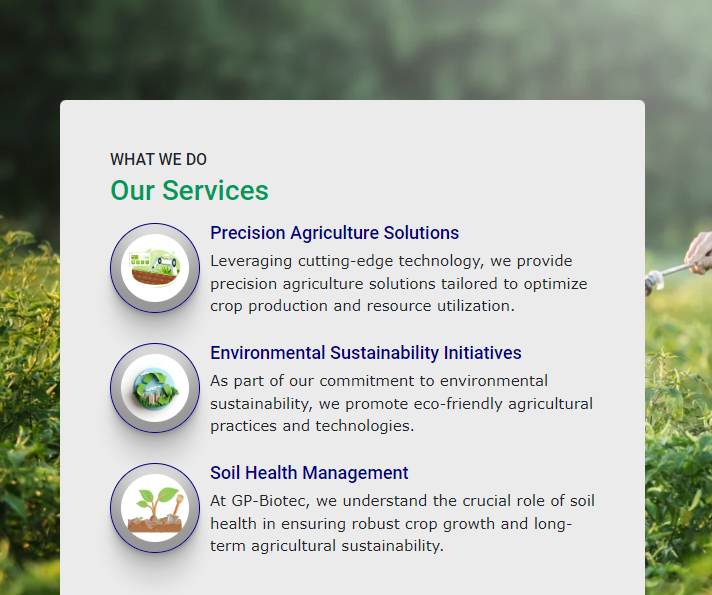 WHAT WE DO
Our Services
Precision Agriculture Solutions
Leveraging cutting-edge technology, we provide
precision agriculture solutions tailored to optimize
crop production and resource utilization.
Environmental Sustainability Initiatives
As part of our commitment to environmental
sustainability, we promote eco-friendly agricultural
practices and technologies.
Soil Health Management
At GP-Biotec, we understand the crucial role of soil
health in ensuring robust crop growth and long-
term agricultural sustainability.